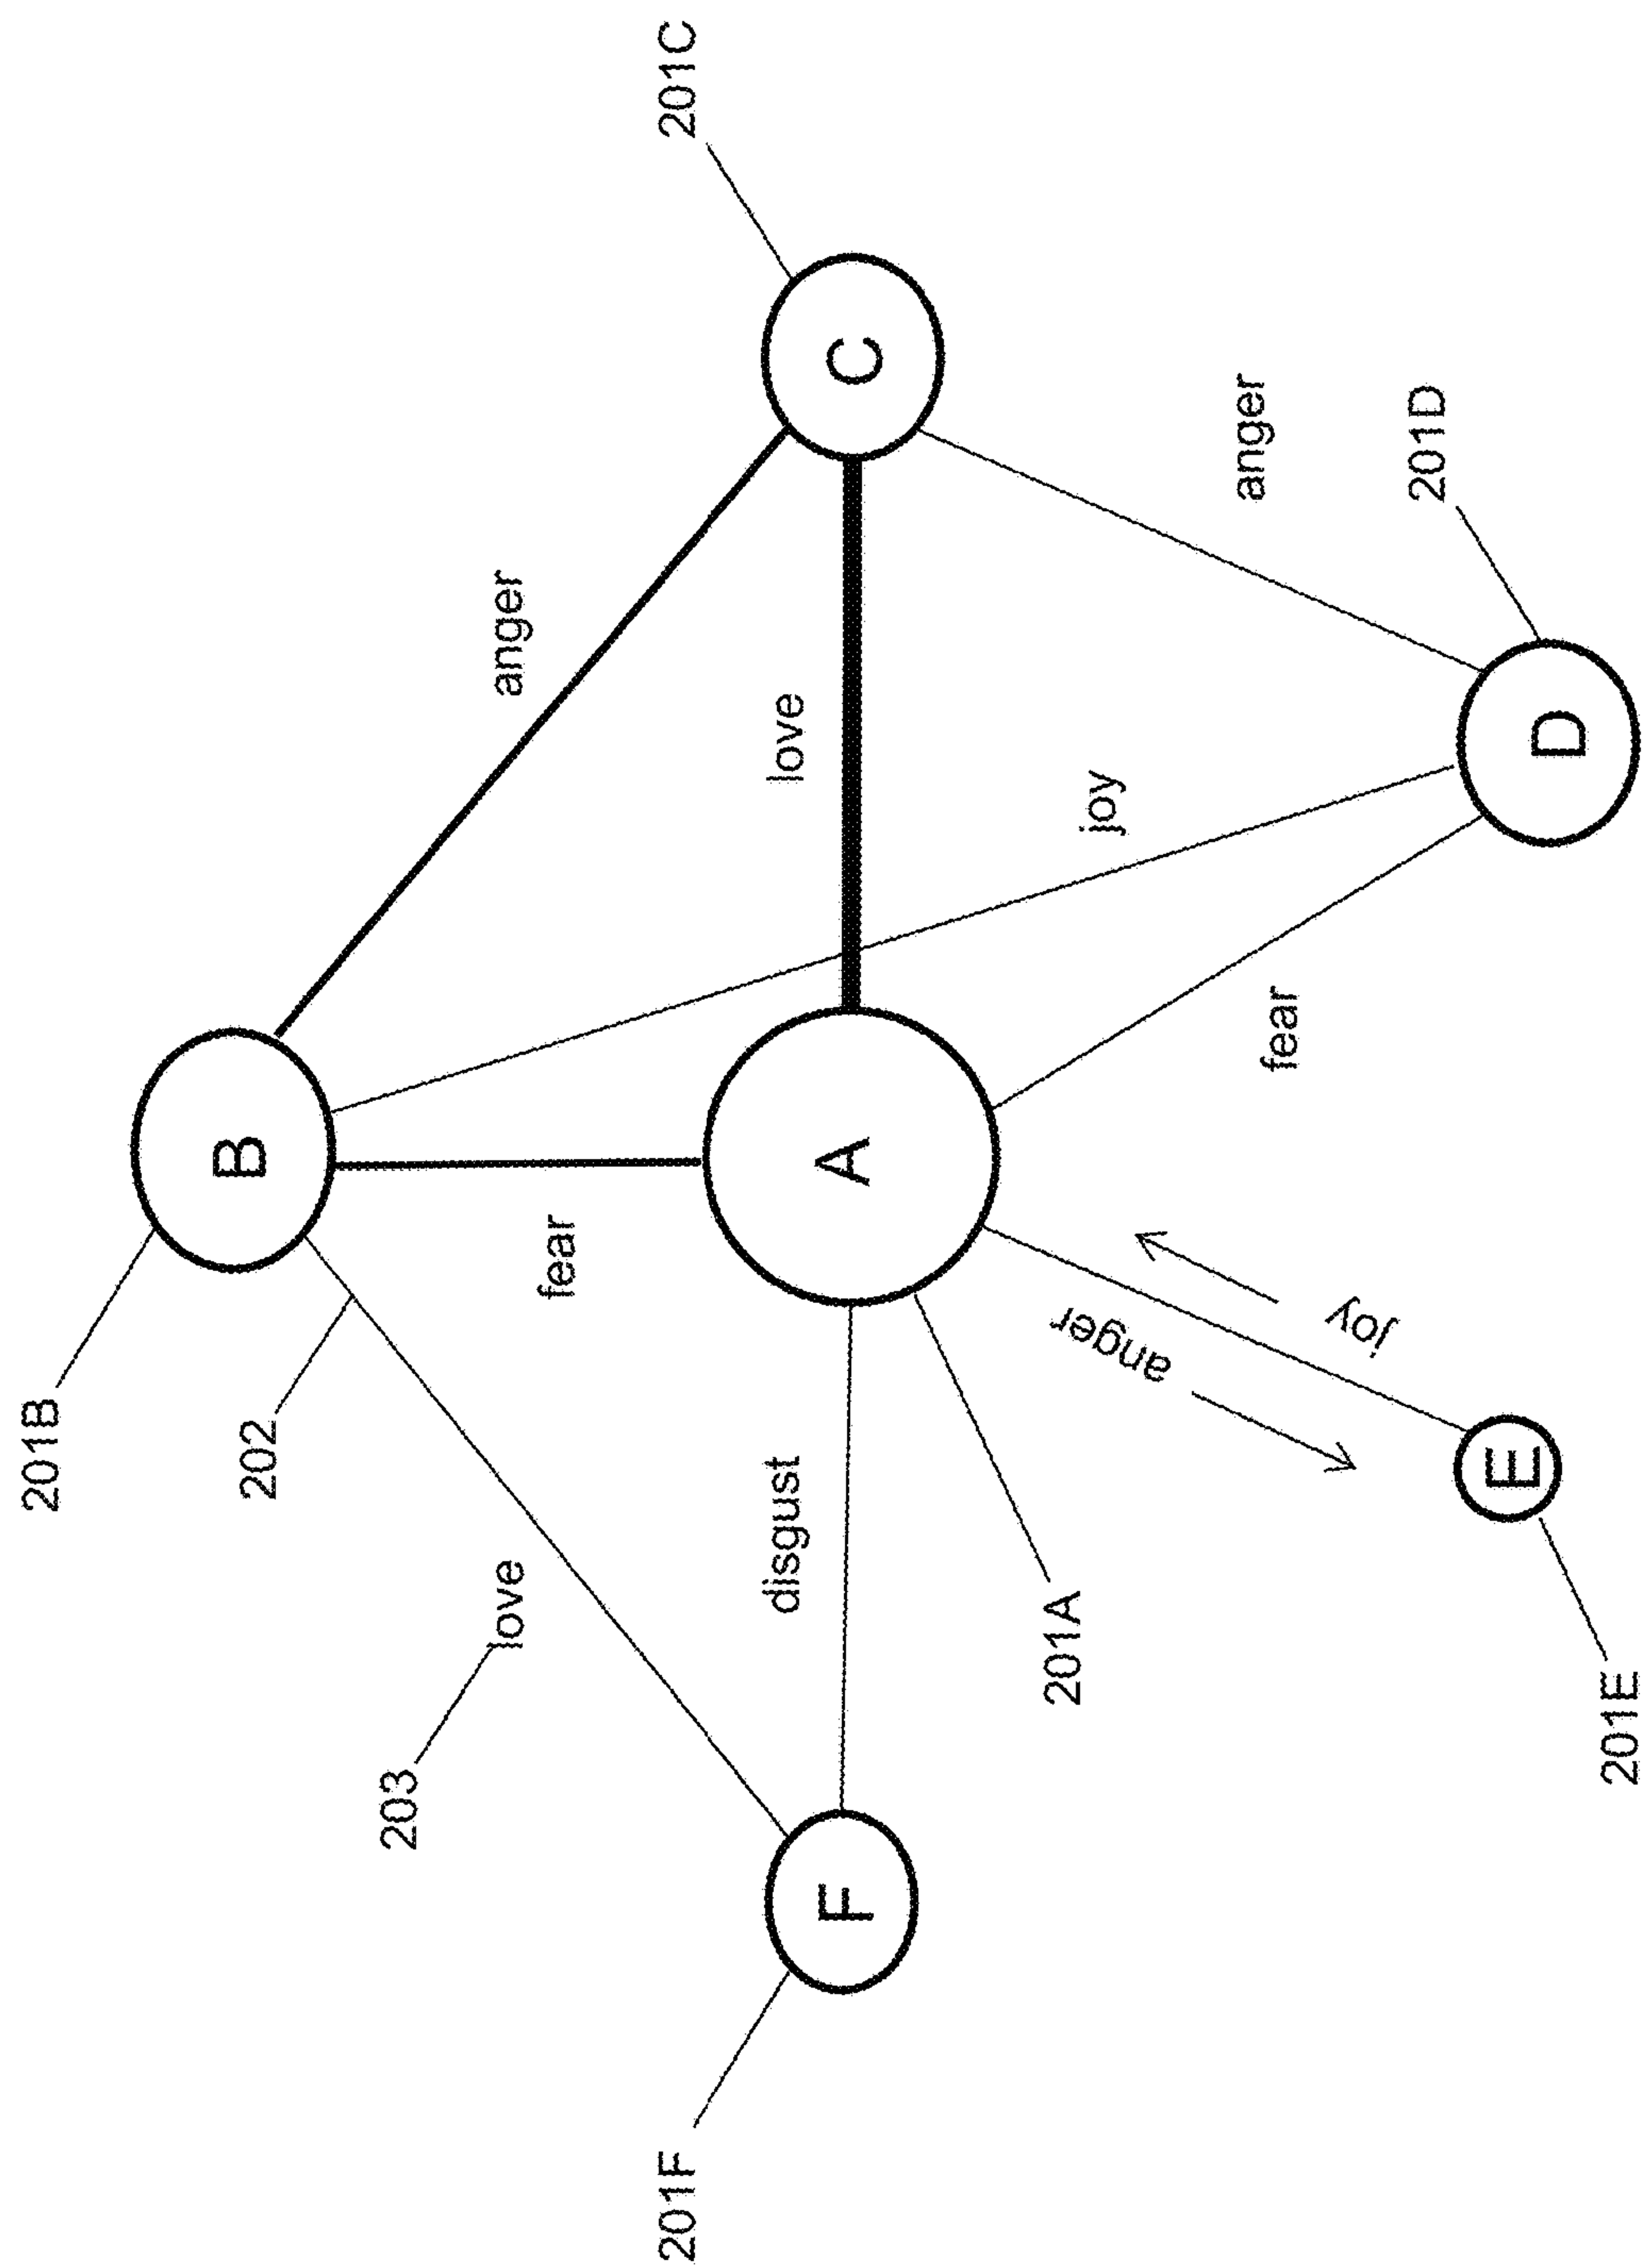 201B
B
202
203
love
anger
fear
201F
201C
disgust
love
F
A
C
201A
anger
joy
anger
fear
joy
201D
E
D
201E